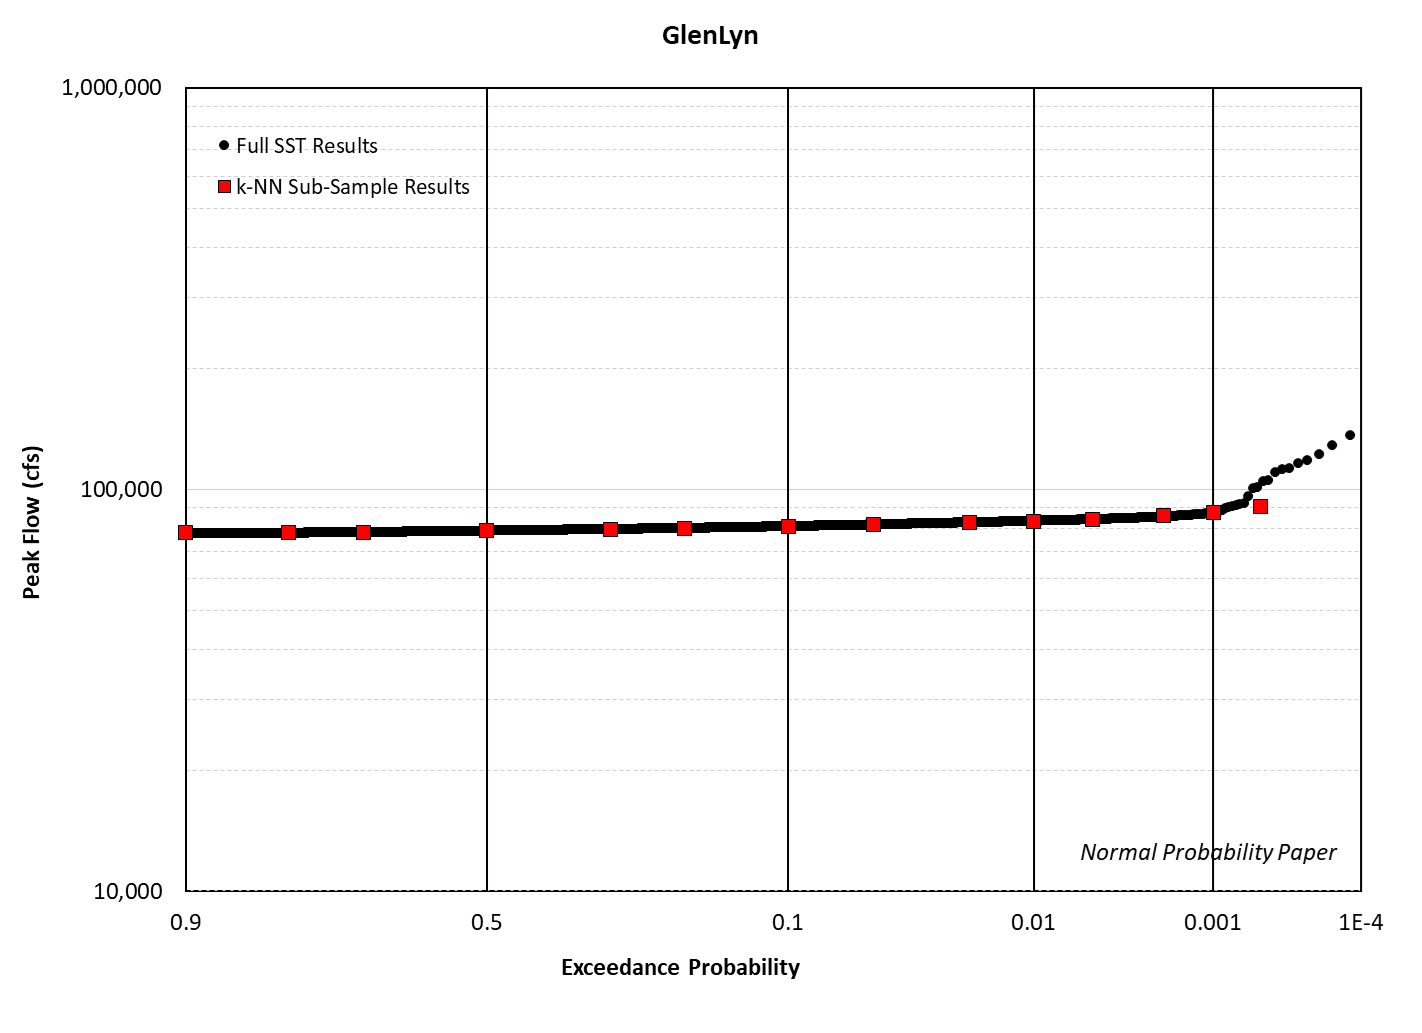 GlenLyn
1,000,000
Full SST Results
k-NN Sub-Sample Results
100,000
Peak Flow (cfs)
Normal Probability Paper
10,000
0.9 0.5 0.1 0.01 0.001 1E-4
Exceedance Probability